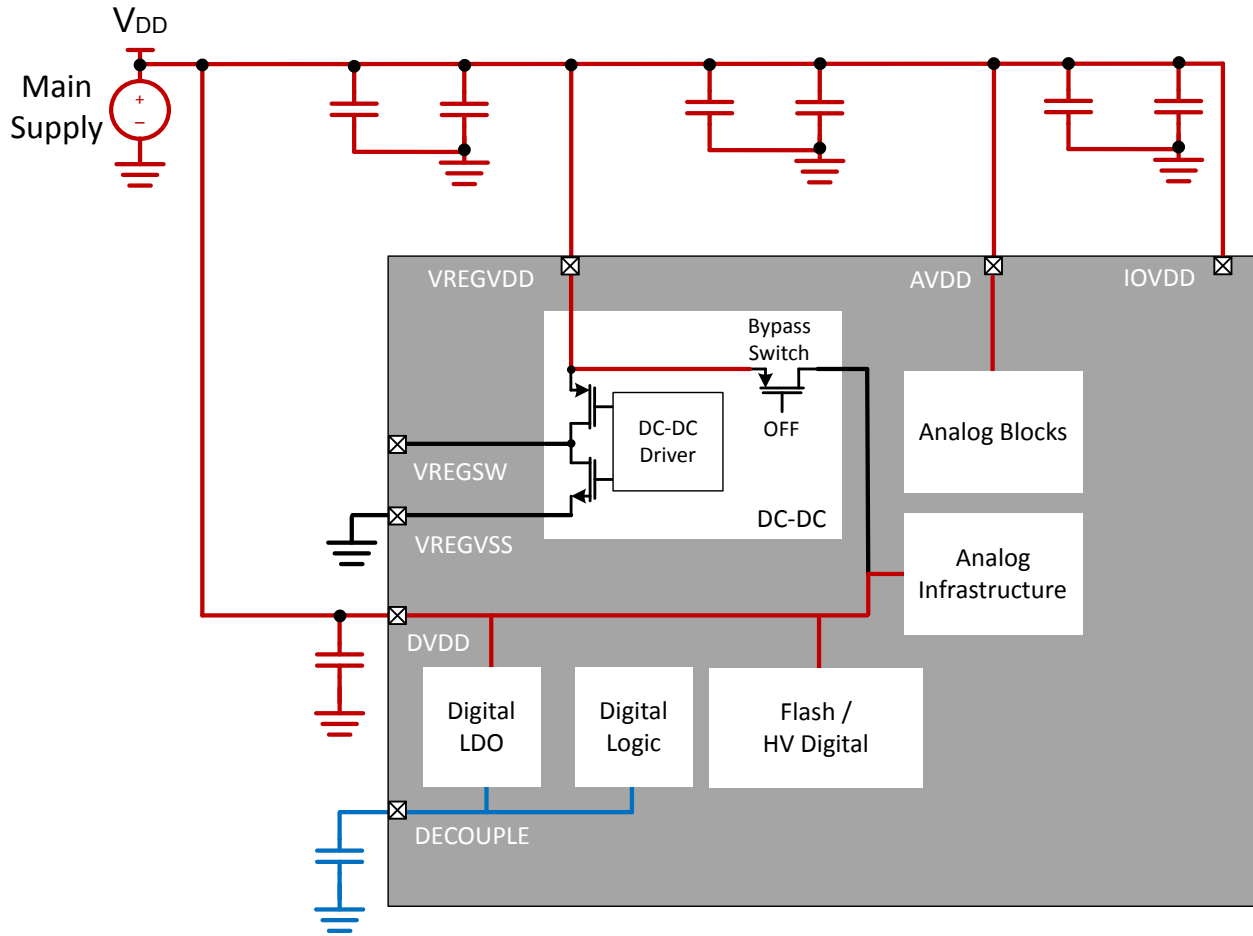 VDD
Main
Supply
+
–
VREGVDD
AVDD
IOVDD
Bypass
Switch
OFF
DC-DC
Driver
Analog Blocks
VREGSW
DC-DC
VREGVSS
Analog
Infrastructure
DVDD
Digital
LDO
Digital
Logic
Flash /
HV Digital
DECOUPLE